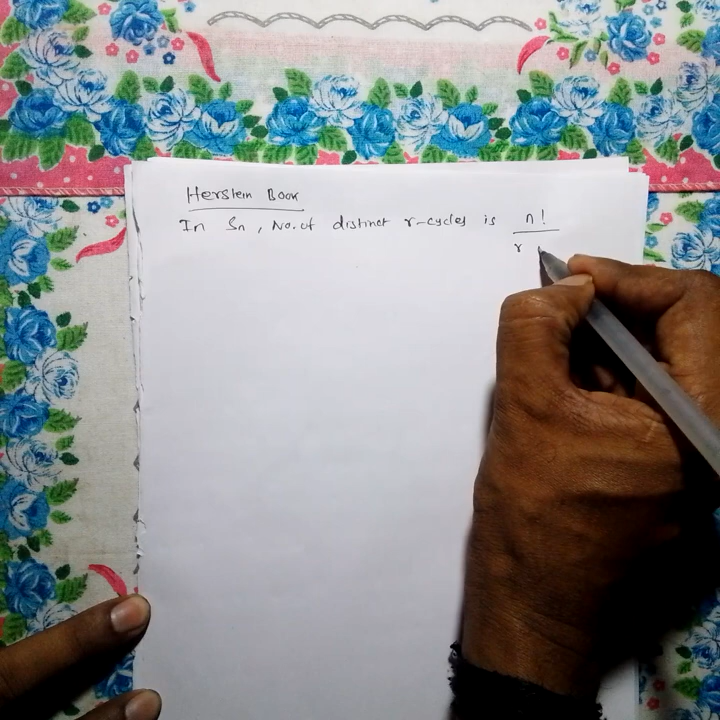 Herstein Book
In Sn, No. of distinct r-cycles is n!
r